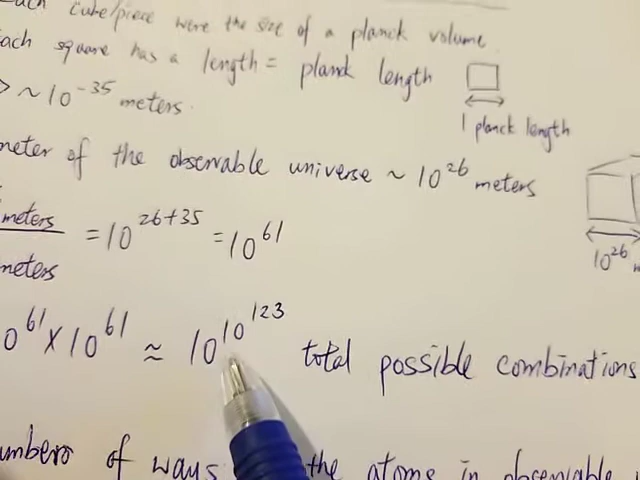 cube/piece were the size of a planck volume.
each square has a length = planck length
~ 10^-35 meters.
1 planck length
meter of the observable universe ~ 10^26 meters
meters = 10^26+35 = 10^61
meters
10^26
0^61 x 10^61 ≈ 10^10^123 total possible combinations
umbers of ways the atoms in observable